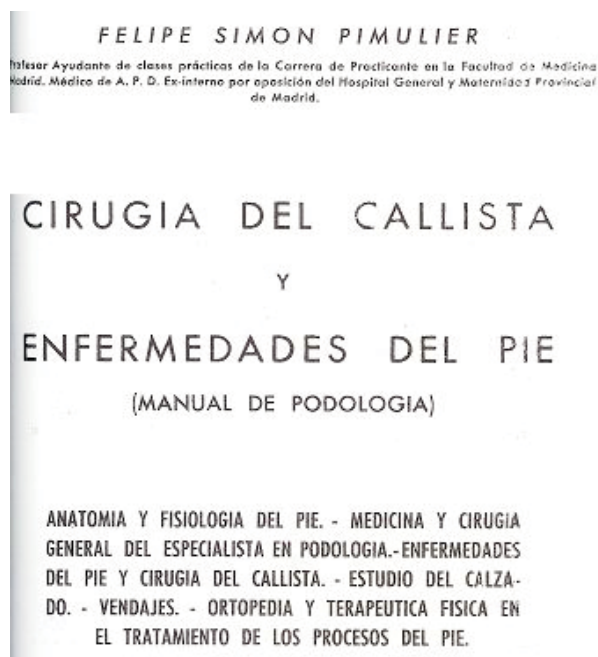 FELIPE SIMON PIMULIER
Profesor Ayudante de clases prácticas de la Carrera de Practicante en la Facultad de Medicina
Madrid. Médico de A. P. D. Ex-interno por oposición del Hospital General y Maternidad Provincial
de Madrid.
CIRUGIA DEL CALLISTA
Y
ENFERMEDADES DEL PIE
(MANUAL DE PODOLOGIA)
ANATOMIA Y FISIOLOGIA DEL PIE. - MEDICINA Y CIRUGIA
GENERAL DEL ESPECIALISTA EN PODOLOGIA.-ENFERMEDADES
DEL PIE Y CIRUGIA DEL CALLISTA. - ESTUDIO DEL CALZA-
DO. - VENDAJES. - ORTOPEDIA Y TERAPEUTICA FISICA EN
EL TRATAMIENTO DE LOS PROCESOS DEL PIE.